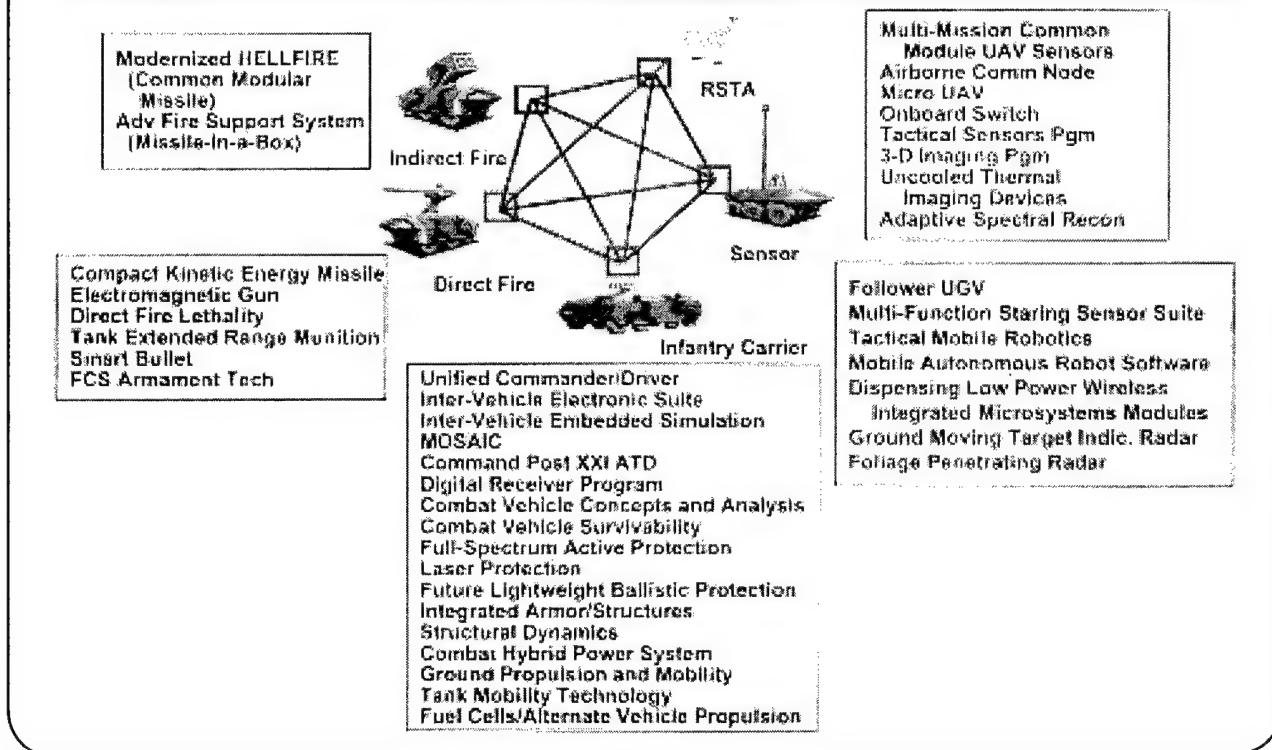 Modernized HELLFIRE
(Common Modular
Missile)
Adv Fire Support System
(Missile-in-a-Box)
Indirect Fire
RSTA
Direct Fire
Sensor
Infantry Carrier
Multi-Mission Common
Module UAV Sensors
Airborne Comm Node
Micro UAV
Onboard Switch
Tactical Sensors Pgm
3-D Imaging Pgm
Uncooled Thermal
Imaging Devices
Adaptive Spectral Recon
Compact Kinetic Energy Missile
Electromagnetic Gun
Direct Fire Lethality
Tank Extended Range Munition
Smart Bullet
FCS Armament Tech
Unified Commander/Driver
Inter-Vehicle Electronic Suite
Inter-Vehicle Embedded Simulation
MOSAIC
Command Post XXI ATD
Digital Receiver Program
Combat Vehicle Concepts and Analysis
Combat Vehicle Survivability
Full-Spectrum Active Protection
Laser Protection
Future Lightweight Ballistic Protection
Integrated Armor/Structures
Structural Dynamics
Combat Hybrid Power System
Ground Propulsion and Mobility
Tank Mobility Technology
Fuel Cells/Alternate Vehicle Propulsion
Follower UGV
Multi-Function Staring Sensor Suite
Tactical Mobile Robotics
Mobile Autonomous Robot Software
Dispensing Low Power Wireless
Integrated Microsystems Modules
Ground Moving Target Indic. Radar
Foliage Penetrating Radar